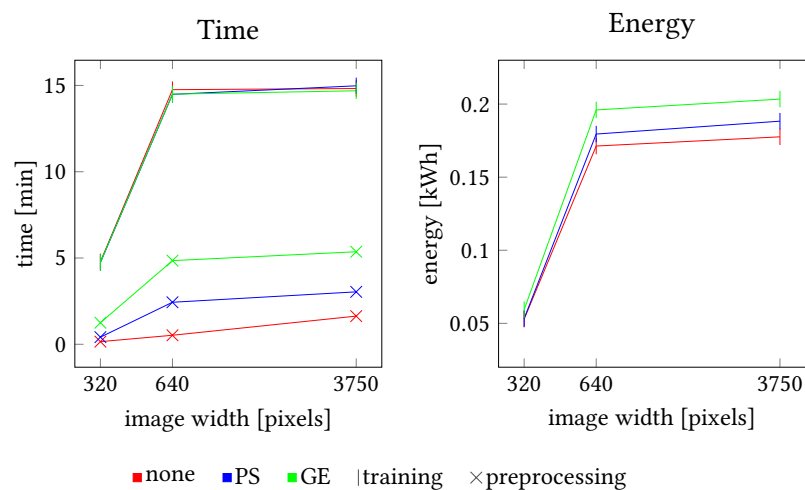 Time
15
10
5
0
time [min]
320 640 3750
image width [pixels]
Energy
0.2
0.15
0.1
0.05
energy [kWh]
320 640 3750
image width [pixels]
none PS GE training preprocessing